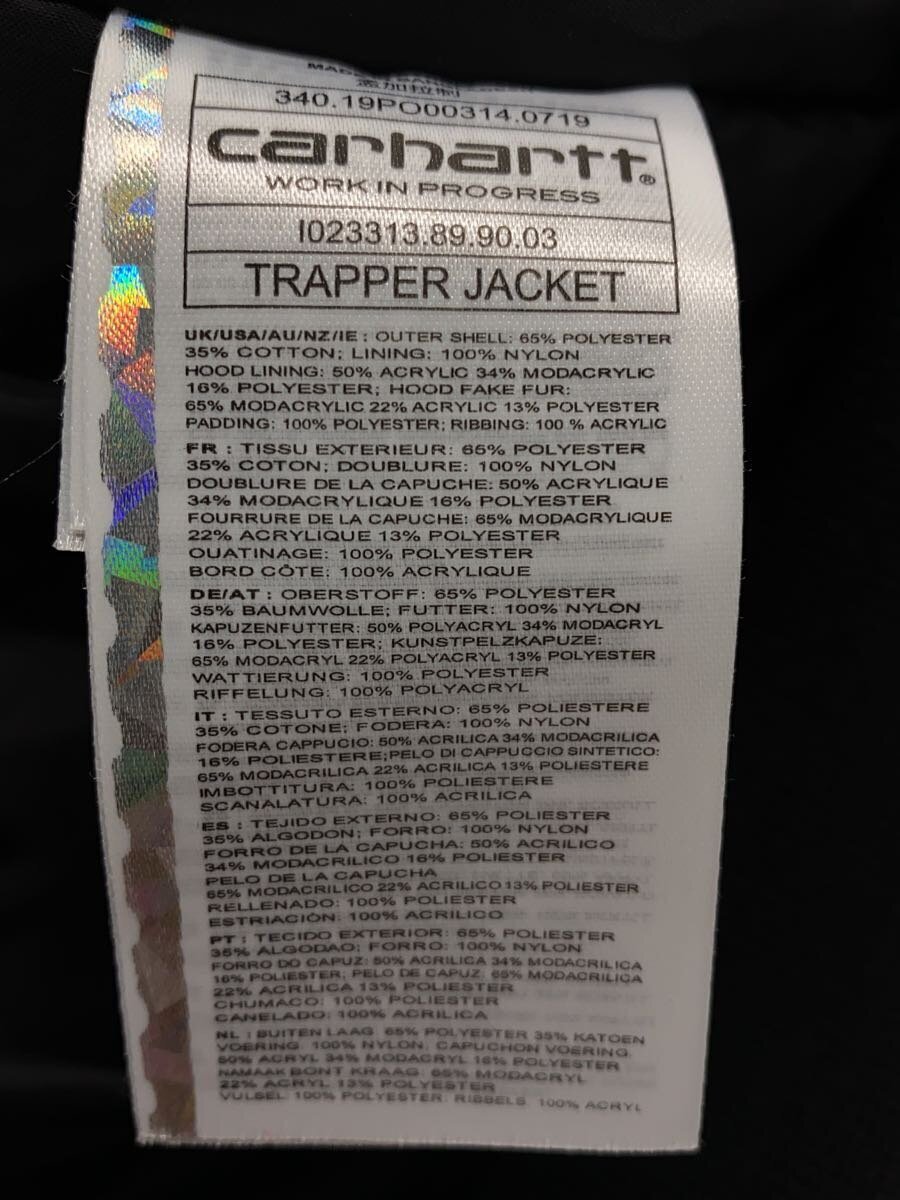 孟加拉制
340.19PO00314.0719
carhartt®
WORK IN PROGRESS
I023313.89.90.03
TRAPPER JACKET
UK/USA/AU/NZ/IE : OUTER SHELL: 65% POLYESTER
35% COTTON; LINING: 100% NYLON
HOOD LINING: 50% ACRYLIC 34% MODACRYLIC
16% POLYESTER; HOOD FAKE FUR:
65% MODACRYLIC 22% ACRYLIC 13% POLYESTER
PADDING: 100% POLYESTER; RIBBING: 100 % ACRYLIC
FR : TISSU EXTERIEUR: 65% POLYESTER
35% COTON; DOUBLURE: 100% NYLON
DOUBLURE DE LA CAPUCHE: 50% ACRYLIQUE
34% MODACRYLIQUE 16% POLYESTER
FOURRURE DE LA CAPUCHE: 65% MODACRYLIQUE
22% ACRYLIQUE 13% POLYESTER
OUATINAGE: 100% POLYESTER
BORD CÔTE: 100% ACRYLIQUE
DE/AT : OBERSTOFF: 65% POLYESTER
35% BAUMWOLLE; FUTTER: 100% NYLON
KAPUZENFUTTER: 50% POLYACRYL 34% MODACRYL
16% POLYESTER; KUNSTPELZKAPUZE:
65% MODACRYL 22% POLYACRYL 13% POLYESTER
WATTIERUNG: 100% POLYESTER
RIFFELUNG: 100% POLYACRYL
IT : TESSUTO ESTERNO: 65% POLIESTERE
35% COTONE; FODERA: 100% NYLON
FODERA CAPPUCIO: 50% ACRILICA 34% MODACRILICA
16% POLIESTERE;PELO DI CAPPUCCIO SINTETICO:
65% MODACRILICA 22% ACRILICA 13% POLIESTERE
IMBOTTITURA: 100% POLIESTERE
SCANALATURA: 100% ACRILICA
ES : TEJIDO EXTERNO: 65% POLIESTER
35% ALGODON; FORRO: 100% NYLON
FORRO DE LA CAPUCHA: 50% ACRILICO
34% MODACRILICO 16% POLIESTER
PELO DE LA CAPUCHA
65% MODACRILICO 22% ACRILICO 13% POLIESTER
RELLENADO: 100% POLIESTER
ESTRIACIÓN: 100% ACRILICO
PT : TECIDO EXTERIOR: 65% POLIESTER
35% ALGODAO; FORRO: 100% NYLON
FORRO DO CAPUZ: 50% ACRILICA 34% MODACRILICA
16% POLIESTER; PELO DE CAPUZ: 65% MODACRILICA
22% ACRILICA 13% POLIESTER
CHUMACO: 100% POLIESTER
CANELADO: 100% ACRILICA
NL : BUITEN LAAG: 65% POLYESTER 35% KATOEN
VOERING: 100% NYLON, CAPUCHON VOERING:
50% ACRYL 34% MODACRYL 16% POLYESTER
NAMAAK BONT KRAAG: 65% MODACRYL
22% ACRYL 13% POLYESTER
VULSEL: 100% POLYESTER: RIBBELS: 100% ACRYL